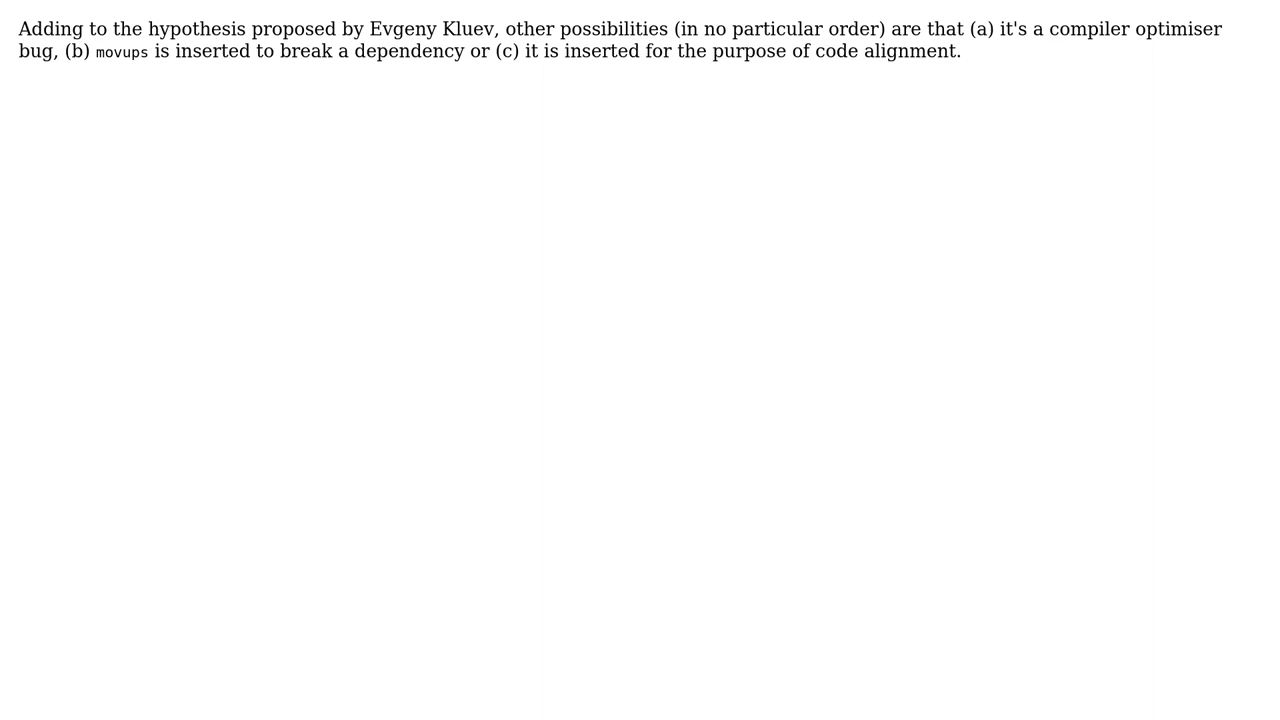 Adding to the hypothesis proposed by Evgeny Kluev, other possibilities (in no particular order) are that (a) it's a compiler optimiser
bug, (b) movups is inserted to break a dependency or (c) it is inserted for the purpose of code alignment.